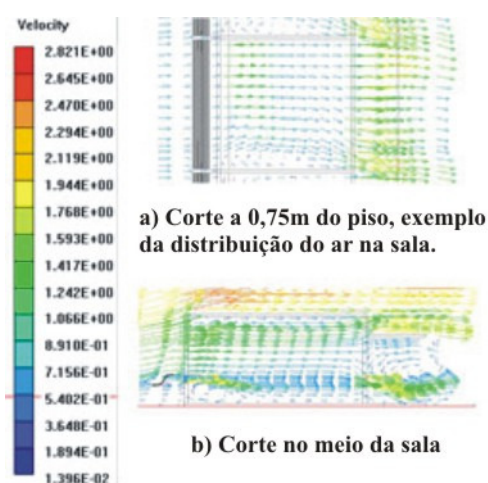 Velocity
2.821E+00
2.645E+00
2.470E+00
2.294E+00
2.119E+00
1.944E+00
1.768E+00
1.593E+00
1.417E+00
1.242E+00
1.066E+00
8.910E-01
7.156E-01
5.402E-01
3.648E-01
1.894E-01
1.396E-02
a) Corte a 0,75m do piso, exemplo
da distribuição do ar na sala.
b) Corte no meio da sala